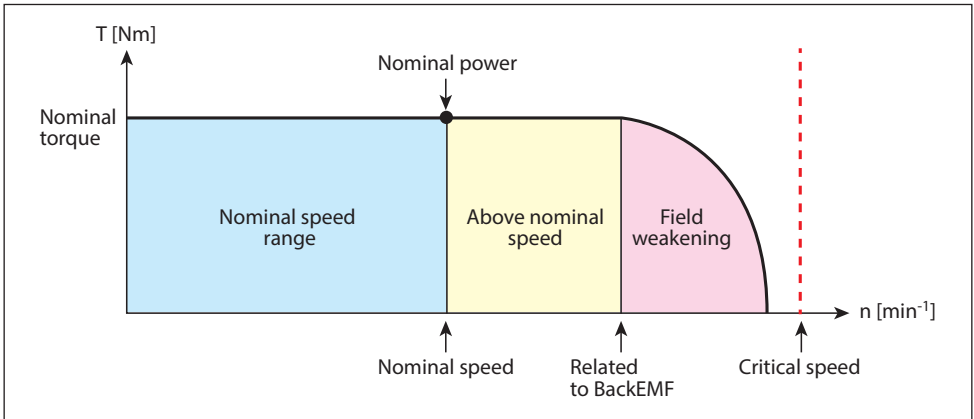 T [Nm]
Nominal power
Nominal
torque
Nominal speed
range
Above nominal
speed
Field
weakening
n [min⁻¹]
Nominal speed
Related
to BackEMF
Critical speed